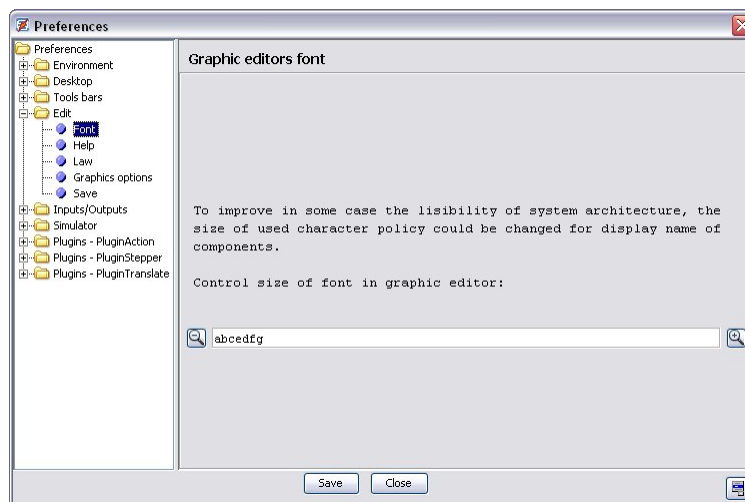 Preferences
Preferences
Environment
Desktop
Tools bars
Edit
Font
Help
Law
Graphics options
Save
Inputs/Outputs
Simulator
Plugins - PluginAction
Plugins - PluginStepper
Plugins - PluginTranslate
Graphic editors font
To improve in some case the lisibility of system architecture, the
size of used character policy could be changed for display name of
components.
Control size of font in graphic editor:
abcedfg
Save
Close